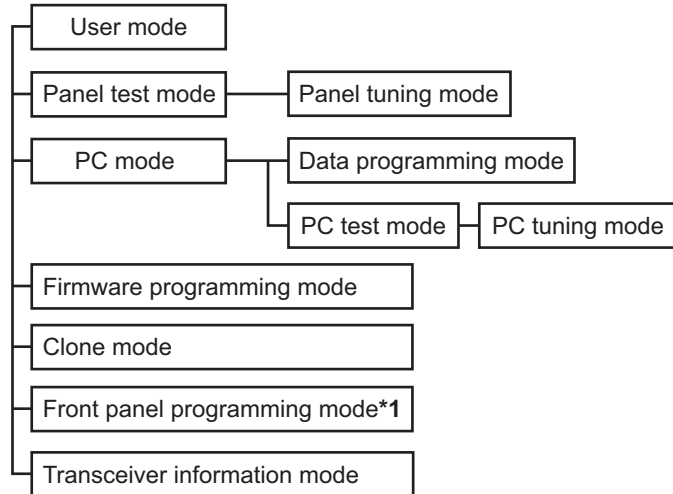 User mode
Panel test mode
Panel tuning mode
PC mode
Data programming mode
PC test mode
PC tuning mode
Firmware programming mode
Clone mode
Front panel programming mode*1
Transceiver information mode